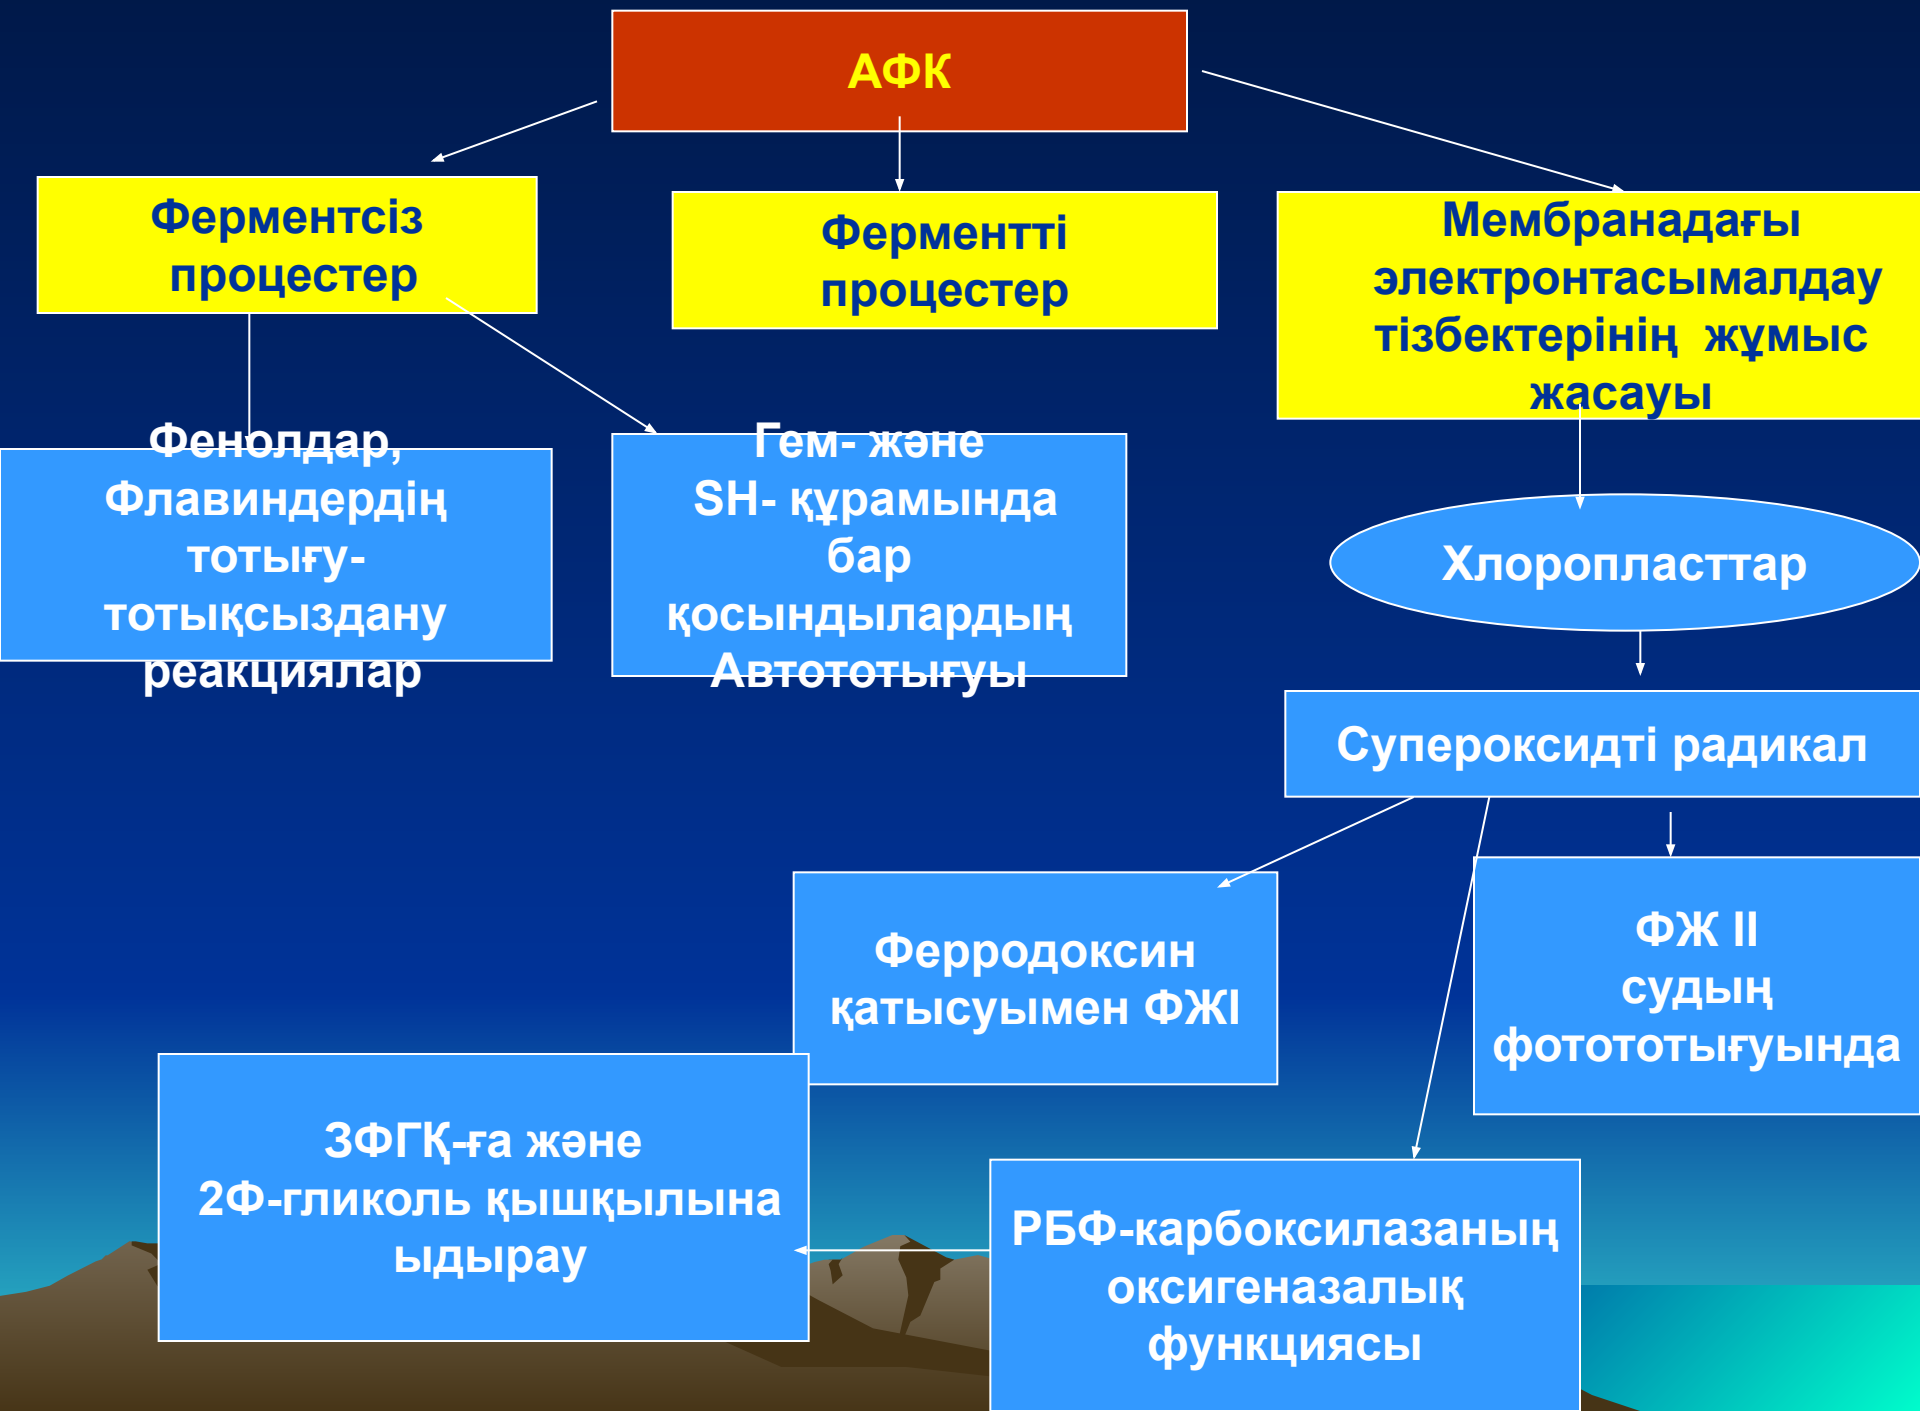 АФК
Ферментсіз
процестер
Ферментті
процестер
Мембранадағы
электронтасымалдау
тізбектерінің жұмыс
жасауы
Фенолдар,
Флавиндердің
тотығу-
тотықсыздану
реакциялар
Гем- және
SH- құрамында
бар
қосындылардың
Автототығуы
Хлоропласттар
Супероксидті радикал
Ферродоксин
қатысуымен ФЖІ
ФЖ ІІ
судың
фотототығуында
3ФГҚ-ға және
2Ф-гликоль қышқылына
ыдырау
РБФ-карбоксилазаның
оксигеназалық
функциясы